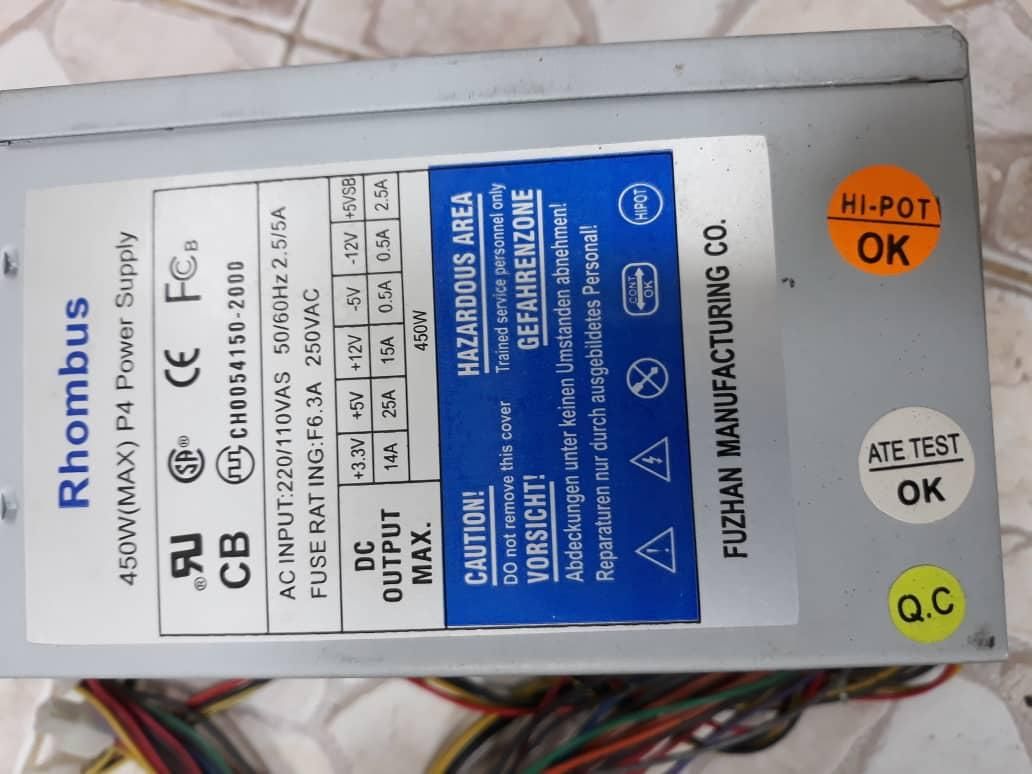 Rhombus
450W(MAX) P4 Power Supply
® CE FC B
CB CH0054150-2000
AC INPUT:220/110VAS 50/60Hz 2.5/5A
FUSE RAT ING:F6.3A 250VAC
DC OUTPUT MAX.
+3.3V +5V +12V -5V -12V +5VSB
14A 25A 15A 0.5A 0.5A 2.5A
450W
CAUTION! HAZARDOUS AREA
DO not remove this cover Trained service personnel only
VORSICHT! GEFAHRENZONE
Abdeckungen unter keinen Umstanden abnehmen!
Reparaturen nur durch ausgebildetes Personal!
CONT OK HIPOT
FUZHAN MANUFACTURING CO.
HI-POT
OK
ATE TEST
OK
Q.C